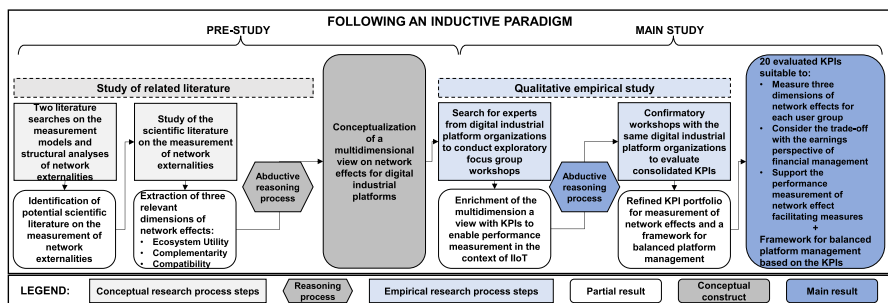 FOLLOWING AN INDUCTIVE PARADIGM
PRE-STUDY
MAIN STUDY
Study of related literature
Two literature
searches on the
measurement
models and
structural analyses
of network
externalities
Identification of
potential scientific
literature on the
measurement of
network
externalities
Study of the
scientific literature
on the measurement
of network
externalities
Extraction of three
relevant
dimensions of
network effects:
• Ecosystem Utility
• Complementarity
• Compatibility
Abductive
reasoning
process
Conceptualization
of a
multidimensional
view on network
effects for digital
industrial
platforms
Qualitative empirical study
Search for experts
from digital industrial
platform organizations
to conduct exploratory
focus group
workshops
Enrichment of the
multidimension a view
with KPIs to
enable performance
measurement in the
context of IIoT
Abductive
reasoning
process
Confirmatory
workshops with the
same digital industrial
platform organizations
to evaluate
consolidated KPIs
Refined KPI portfolio
for measurement of
network effects and a
framework for
balanced platform
management
20 evaluated KPIs
suitable to:
• Measure three
dimensions of
network effects for
each user group
• Consider the trade-off
with the earnings
perspective of
financial management
• Support the
performance
measurement of
network effect
facilitating measures
+
Framework for balanced
platform management
based on the KPIs
LEGEND:
Conceptual research process steps
Reasoning
process
Empirical research process steps
Partial result
Conceptual
construct
Main result